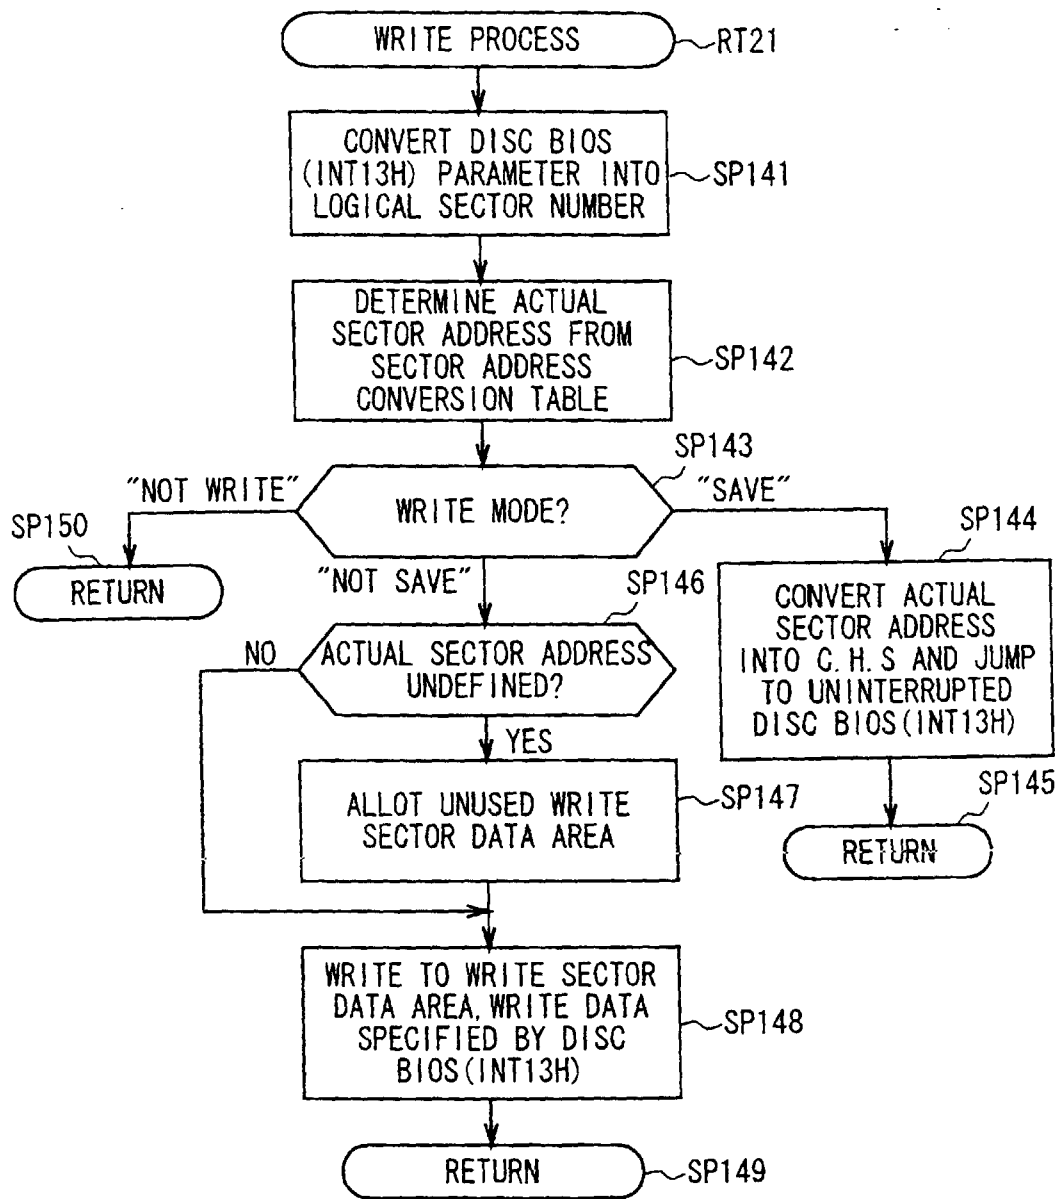 WRITE PROCESS
RT21
CONVERT DISC BIOS
(INT13H) PARAMETER INTO
LOGICAL SECTOR NUMBER
SP141
DETERMINE ACTUAL
SECTOR ADDRESS FROM
SECTOR ADDRESS
CONVERSION TABLE
SP142
SP143
"NOT WRITE"
WRITE MODE?
"SAVE"
SP150
RETURN
"NOT SAVE"
SP144
CONVERT ACTUAL
SECTOR ADDRESS
INTO C.H.S AND JUMP
TO UNINTERRUPTED
DISC BIOS(INT13H)
SP145
RETURN
SP146
NO
ACTUAL SECTOR ADDRESS
UNDEFINED?
YES
ALLOT UNUSED WRITE
SECTOR DATA AREA
SP147
WRITE TO WRITE SECTOR
DATA AREA, WRITE DATA
SPECIFIED BY DISC
BIOS(INT13H)
SP148
RETURN
SP149